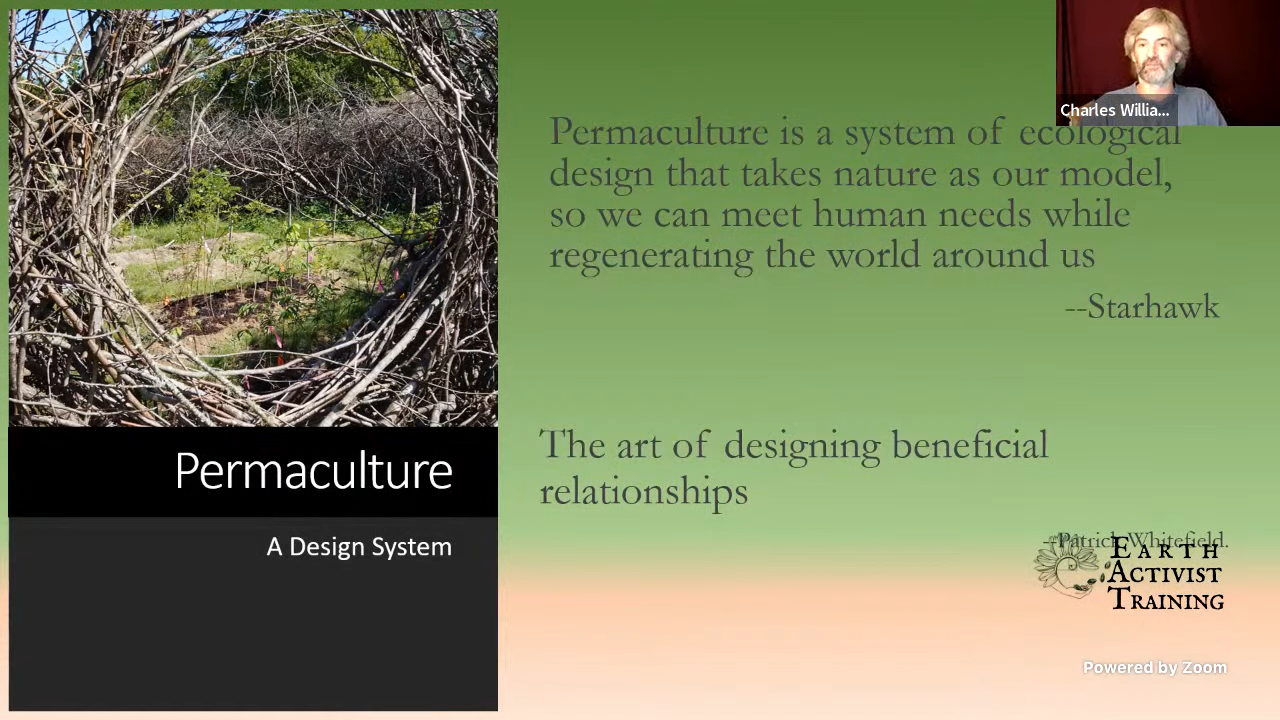 Charles Willia...
Permaculture is a system of ecological
design that takes nature as our model,
so we can meet human needs while
regenerating the world around us
--Starhawk
The art of designing beneficial
relationships
--Patrick Whitefield.
Permaculture
A Design System
EARTH
ACTIVIST
TRAINING
Powered by Zoom